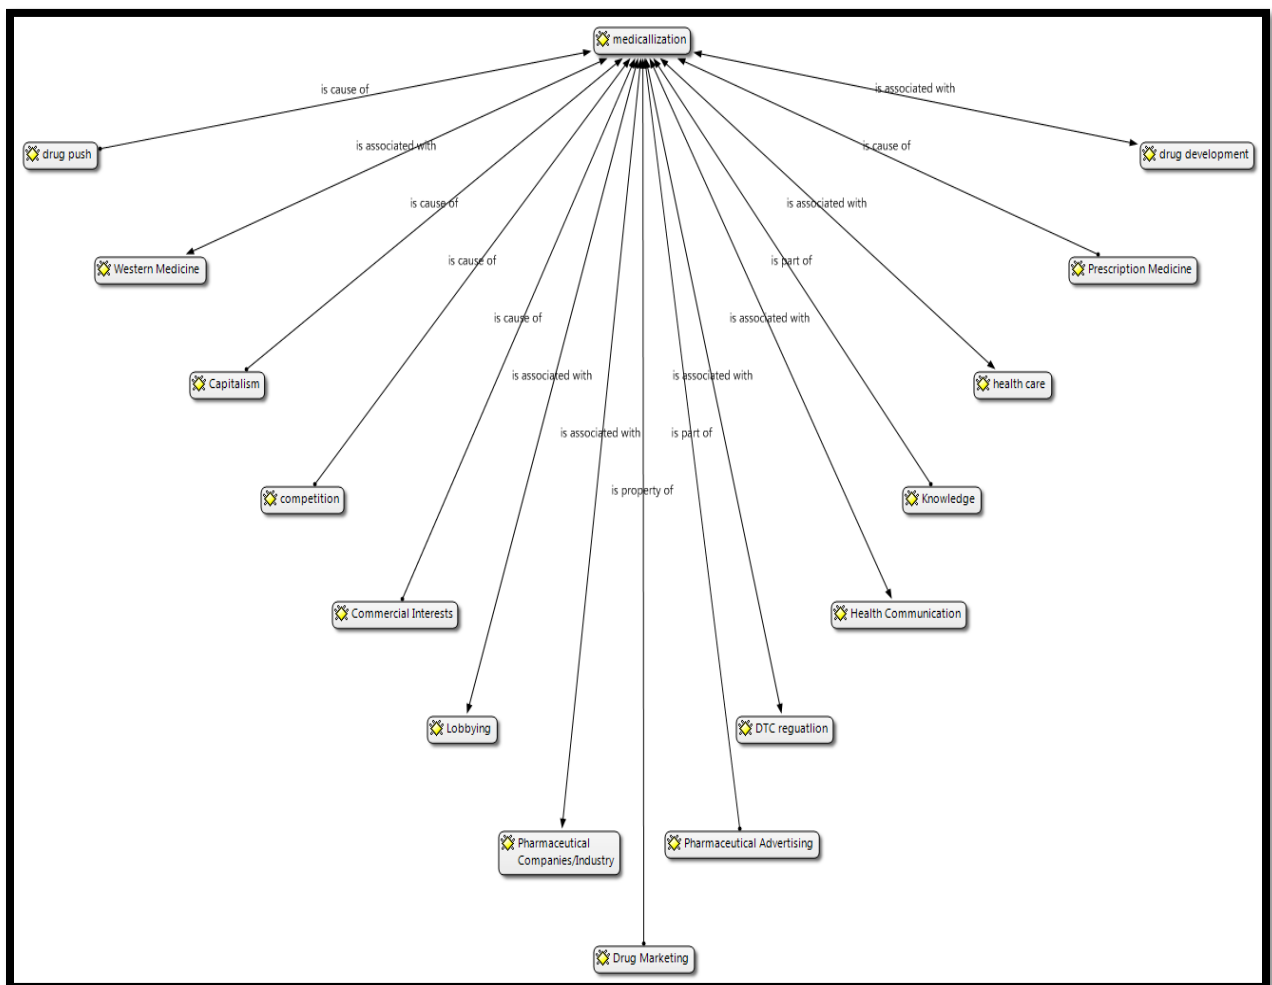 medicallization
is cause of
is associated with
is associated with
is cause of
drug push
drug development
is cause of
is associated with
is cause of
is part of
Western Medicine
Prescription Medicine
is cause of
is associated with
is associated with
is associated with
Capitalism
health care
is associated with
is part of
is property of
competition
Knowledge
Commercial Interests
Health Communication
Lobbying
DTC reguatlion
Pharmaceutical
Companies/Industry
Pharmaceutical Advertising
Drug Marketing